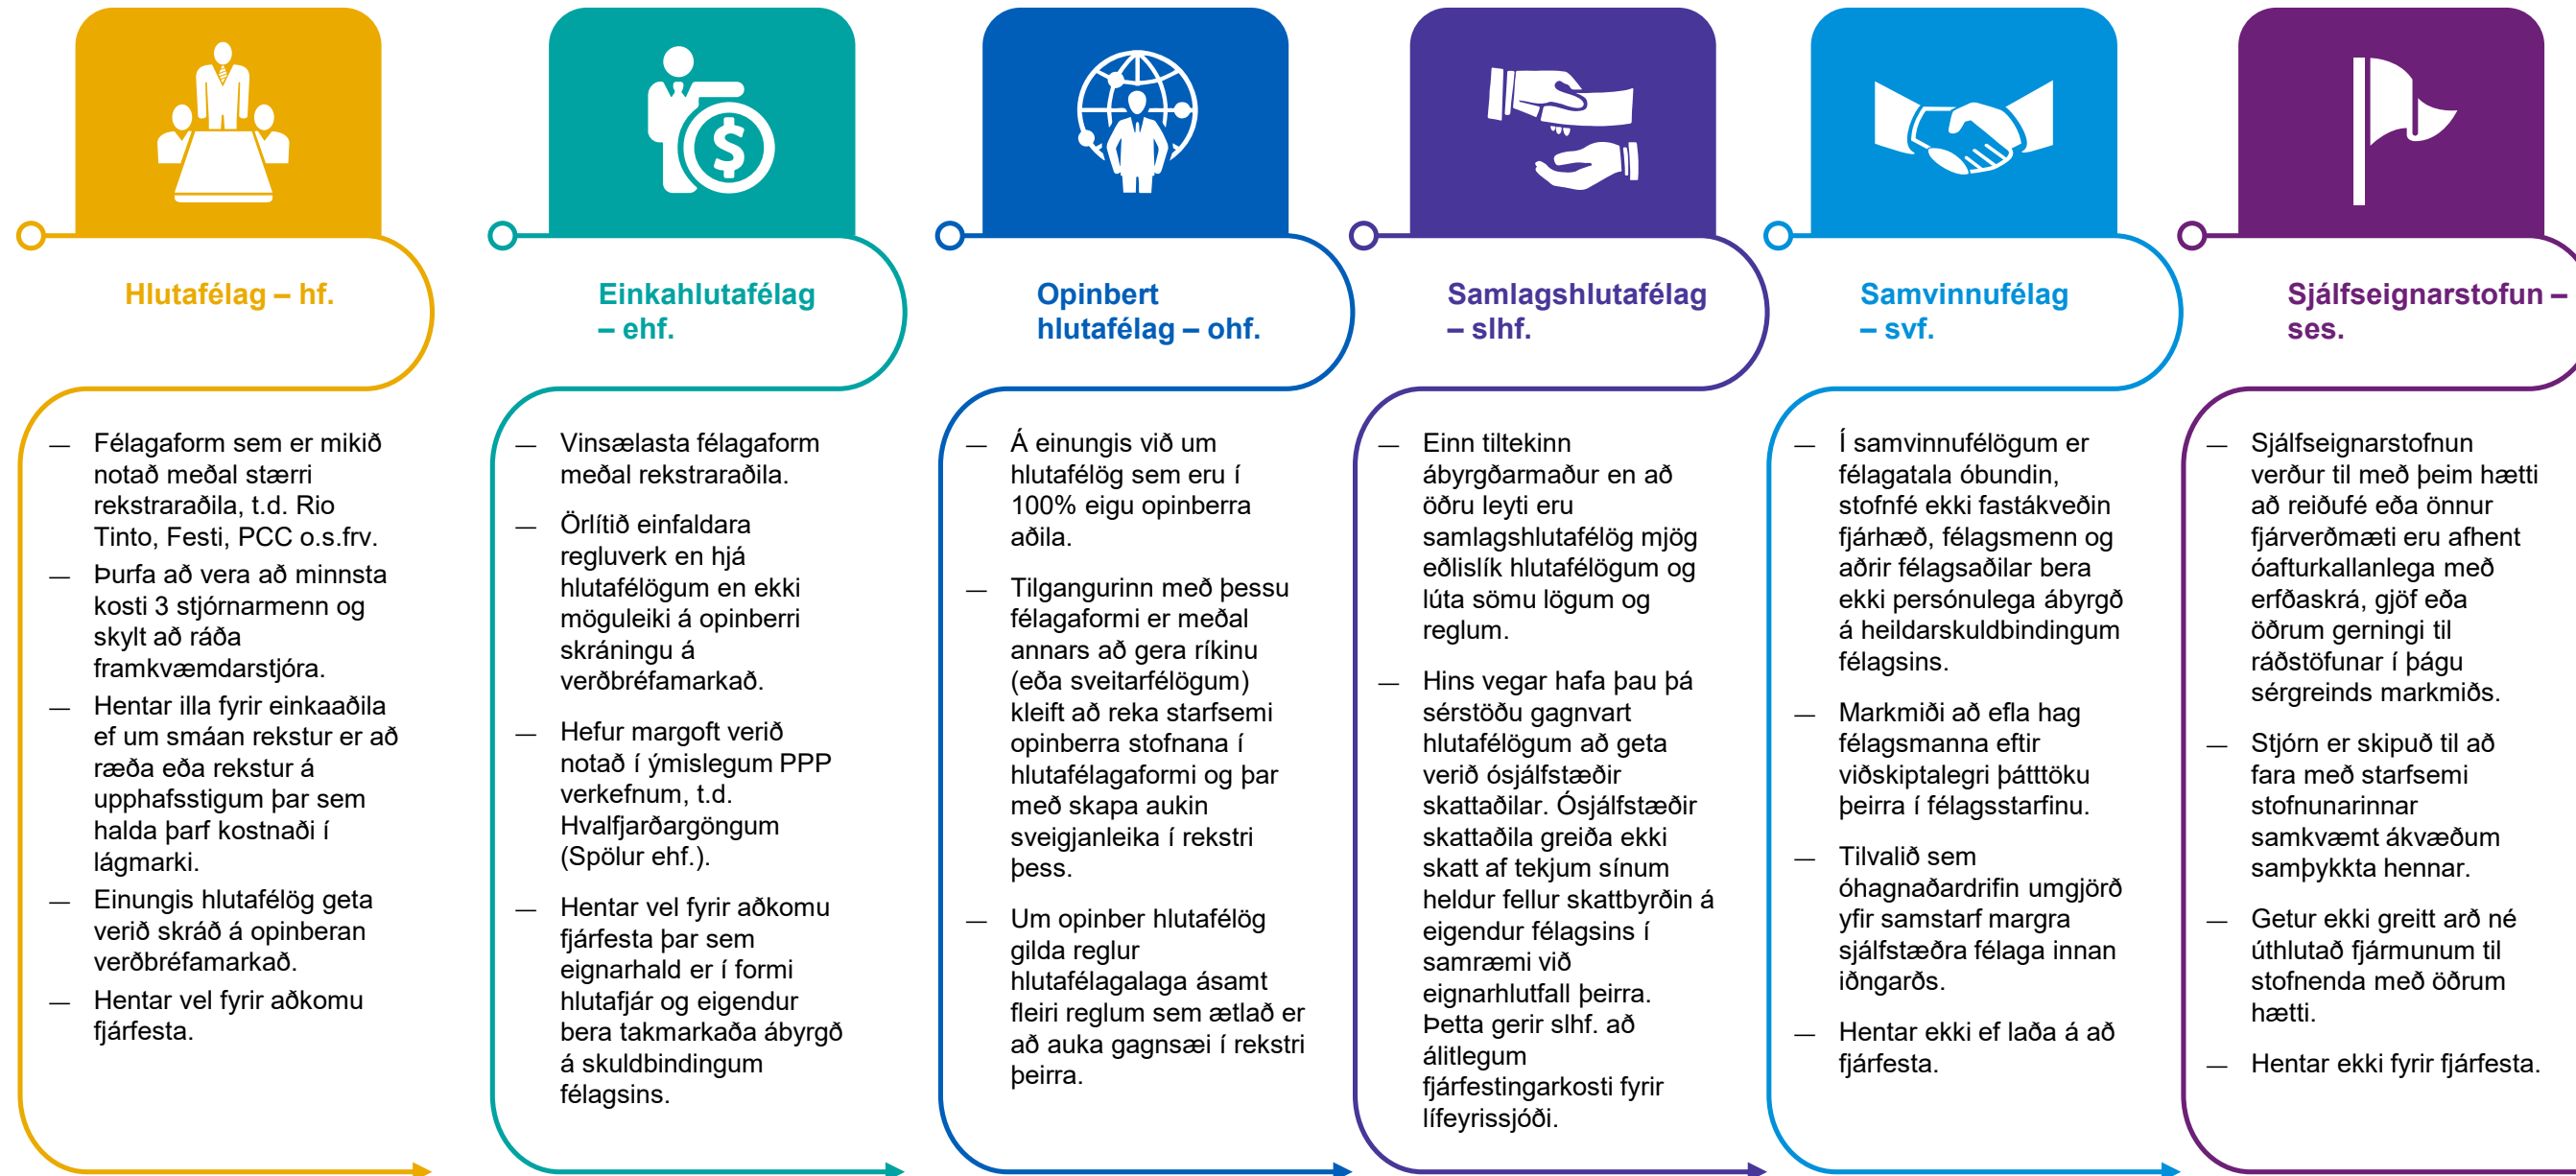 Hlutafélag – hf.
— Félagaform sem er mikið
notað meðal stærri
rekstraraðila, t.d. Rio
Tinto, Festi, PCC o.s.frv.
— Þurfa að vera að minnsta
kosti 3 stjórnarmenn og
skylt að ráða
framkvæmdarstjóra.
— Hentar illa fyrir einkaaðila
ef um smáan rekstur er að
ræða eða rekstur á
upphafsstigum þar sem
halda þarf kostnaði í
lágmarki.
— Einungis hlutafélög geta
verið skráð á opinberan
verðbréfamarkað.
— Hentar vel fyrir aðkomu
fjárfesta.
Einkahlutafélag
– ehf.
— Vinsælasta félagaform
meðal rekstraraðila.
— Örlítið einfaldara
regluverk en hjá
hlutafélögum en ekki
möguleiki á opinberri
skráningu á
verðbréfamarkað.
— Hefur margoft verið
notað í ýmislegum PPP
verkefnum, t.d.
Hvalfjarðargöngum
(Spölur ehf.).
— Hentar vel fyrir aðkomu
fjárfesta þar sem
eignarhald er í formi
hlutafjár og eigendur
bera takmarkaða ábyrgð
á skuldbindingum
félagsins.
Opinbert
hlutafélag – ohf.
— Á einungis við um
hlutafélög sem eru í
100% eigu opinberra
aðila.
— Tilgangurinn með þessu
félagaformi er meðal
annars að gera ríkinu
(eða sveitarfélögum)
kleift að reka starfsemi
opinberra stofnana í
hlutafélagaformi og þar
með skapa aukin
sveigjanleika í rekstri
þess.
— Um opinber hlutafélög
gilda reglur
hlutafélagalaga ásamt
fleiri reglum sem ætlað er
að auka gagnsæi í rekstri
þeirra.
Samlagshlutafélag
– slhf.
— Einn tiltekinn
ábyrgðarmaður en að
öðru leyti eru
samlagshlutafélög mjög
eðlislík hlutafélögum og
lúta sömu lögum og
reglum.
— Hins vegar hafa þau þá
sérstöðu gagnvart
hlutafélögum að geta
verið ósjálfstæðir
skattaðilar. Ósjálfstæðir
skattaðila greiða ekki
skatt af tekjum sínum
heldur fellur skattbyrðin á
eigendur félagsins í
samræmi við
eignarhlutfall þeirra.
Þetta gerir slhf. að
álitlegum
fjárfestingarkosti fyrir
lífeyrissjóði.
Samvinnufélag
– svf.
— Í samvinnufélögum er
félagatala óbundin,
stofnfé ekki fastákveðin
fjárhæð, félagsmenn og
aðrir félagsaðilar bera
ekki persónulega ábyrgð
á heildarskuldbindingum
félagsins.
— Markmiði að efla hag
félagsmanna eftir
viðskiptalegri þátttöku
þeirra í félagsstarfinu.
— Tilvalið sem
óhagnaðardrifin umgjörð
yfir samstarf margra
sjálfstæðra félaga innan
iðngarðs.
— Hentar ekki ef laða á að
fjárfesta.
Sjálfseignarstofun –
ses.
— Sjálfseignarstofnun
verður til með þeim hætti
að reiðufé eða önnur
fjárverðmæti eru afhent
óafturkallanlega með
erfðaskrá, gjöf eða
öðrum gerningi til
ráðstöfunar í þágu
sérgreinds markmiðs.
— Stjórn er skipuð til að
fara með starfsemi
stofnunarinnar
samkvæmt ákvæðum
samþykkta hennar.
— Getur ekki greitt arð né
úthlutað fjármunum til
stofnenda með öðrum
hætti.
— Hentar ekki fyrir fjárfesta.